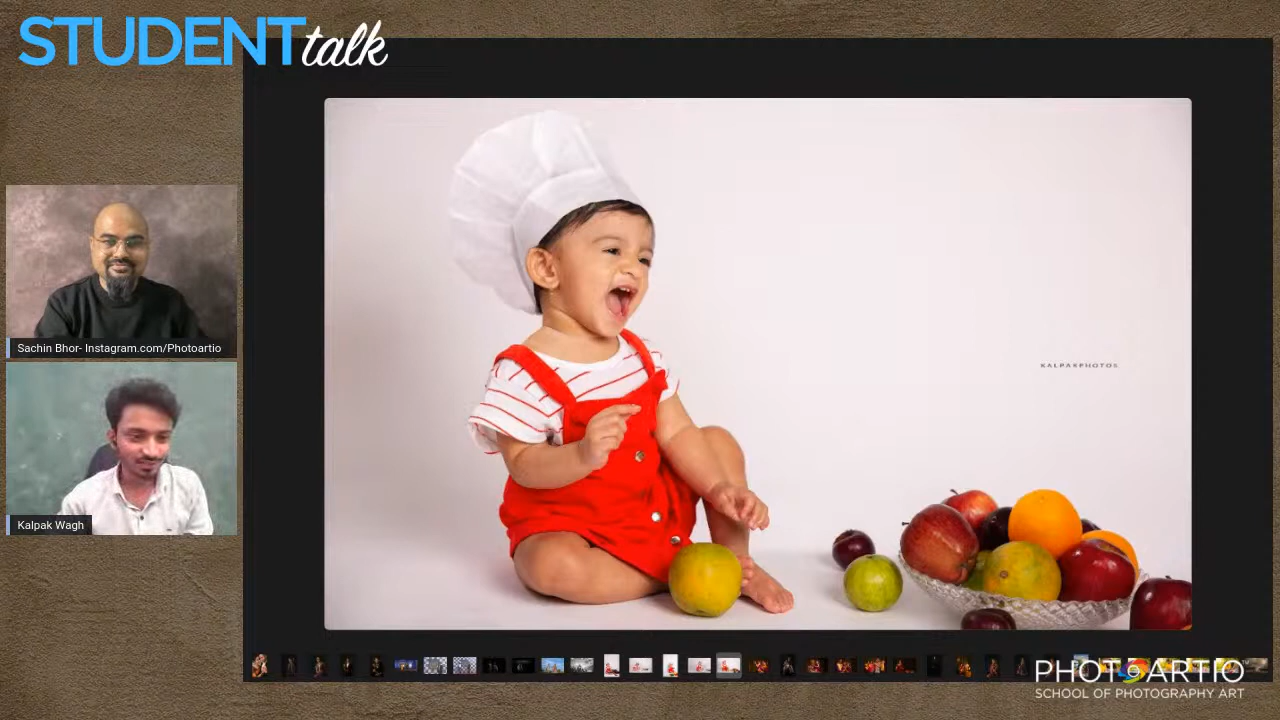 STUDENT talk
Sachin Bhor- Instagram.com/Photoartio
Kalpak Wagh
KALPAKPHOTOS
PHOTOARTIO
SCHOOL OF PHOTOGRAPHY ART